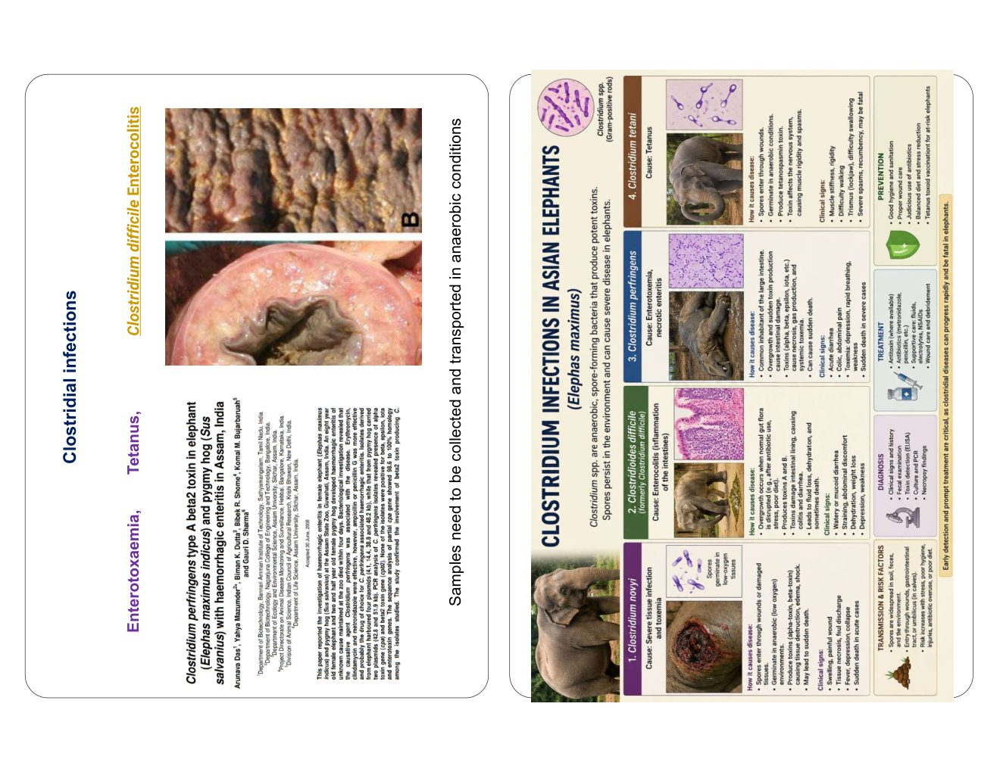 Clostridial infections
Enterotoxaemia,   Tetanus,   Clostridium difficile Enterocolitis
Clostridium perfringens type A beta2 toxin in elephant
(Elephas maximus indicus) and pygmy hog (Sus
salvanius) with haemorrhagic enteritis in Assam, India
Arunava Das¹, Yahya Mazumder²*, Biman K. Dutta³, Bibek R. Shome⁴, Komal M. Bujarbaruah⁵
and Gauri D. Sharma⁶
¹Department of Biotechnology, Bannari Amman Institute of Technology, Sathyamangalam, Tamil Nadu, India.
²Department of Biotechnology, Nagarjuna College of Engineering and Technology, Bangalore, India.
³Department of Ecology and Environmental Science, Assam University, Silchar, Assam, India.
⁴Project Directorate on Animal Disease Monitoring and Surveillance, Hebbal, Bangalore, Karnataka, India.
⁵Division of Animal Science, Indian Council of Agricultural Research, Krishi Bhawan, New Delhi, India.
⁶Department of Life Science, Assam University, Silchar, Assam, India.
Accepted 30 June, 2008
This paper reported the investigation of haemorrhagic enteritis in female elephant (Elephas maximus
indicus) and pygmy hog (Sus salvanius) at the Assam State Zoo, Guwahati, Assam, India. An eight year
old female elephant and two and half year old female pygmy hog developed haemorrhagic enteritis of
unknown cause maintained at the zoo died within four days. Bacteriological investigation revealed that
the causative agent Clostridium perfringens was associated with the disease. Erythromycin,
clindamycin and metronidazole were effective, however, ampicillin or penicillin G was more effective
and probably the drug of choice for C. perfringens associated haemorrhagic enteritis. Isolates derived
from elephant harboured four plasmids (4.1, 14.4, 38.8 and 48.2 kb), while that from pygmy hog carried
two plasmids (42.8 and 51.9 kb). PCR analysis of C. perfringens isolates revealed presence of alpha
toxin gene (cpa) and beta2 toxin gene (cpb2). None of the isolates were positive for beta, epsilon, iota
and enterotoxin genes. The sequence analysis of partial cpa gene showed 98.5 to 100% homology
among the isolates studied. The study confirmed the involvement of beta2 toxin producing C.
B
Samples need to be collected and transported in anaerobic conditions
CLOSTRIDIUM INFECTIONS IN ASIAN ELEPHANTS
(Elephas maximus)
Clostridium spp. are anaerobic, spore-forming bacteria that produce potent toxins.
Spores persist in the environment and can cause severe disease in elephants.
Clostridium spp.
(Gram-positive rods)
1. Clostridium novyi
Cause: Severe tissue infection
and toxemia
Spores
germinate in
low-oxygen
tissues
How it causes disease:
• Spores enter through wounds or damaged
tissues.
• Germinate in anaerobic (low oxygen)
environments.
• Produce toxins (alpha-toxin, beta-toxin)
causing tissue destruction, edema, shock.
• May lead to sudden death.
Clinical signs:
• Swelling, painful wound
• Tissue necrosis, foul discharge
• Fever, depression, collapse
• Sudden death in acute cases
2. Clostridioides difficile
(formerly Clostridium difficile)
Cause: Enterocolitis (inflammation
of the intestines)
How it causes disease:
• Overgrowth occurs when normal gut flora
is disrupted (e.g., after antibiotic use,
stress, poor diet).
• Produces toxins A and B.
• Toxins damage intestinal lining, causing
colitis and diarrhea.
• Leads to fluid loss, dehydraton, and
sometimes death.
Clinical signs:
• Watery or mucoid diarrhea
• Straining, abdominal discomfort
• Dehydration, weight loss
• Depression, weakness
3. Clostridium perfringens
Cause: Enterotoxemia,
necrotic enteritis
How it causes disease:
• Common inhabitant of the large intestine.
• Overgrowth and sudden toxin production
cause intestinal damage.
• Toxins (alpha, beta, epsilon, iota, etc.)
cause necrosis, gas production, and
systemic toxemia.
• Can cause sudden death.
Clinical signs:
• Acute diarrhea
• Colic, abdominal pain
• Toxemia: depression, rapid breathing,
weakness
• Sudden death in severe cases
4. Clostridium tetani
Cause: Tetanus
How it causes disease:
• Spores enter through wounds.
• Germinate in anaerobic conditions.
• Produce tetanospasmin toxin.
• Toxin affects the nervous system,
causing muscle rigidity and spasms.
Clinical signs:
• Muscle stiffness, rigidity
• Difficulty walking
• Trismus (lockjaw), difficulty swallowing
• Severe spasms, recumbency, may be fatal
TRANSMISSION & RISK FACTORS
• Spores are widespread in soil, feces,
and the environment.
• Entry through wounds, gastrointestinal
tract, or umbilicus (in calves).
• Risk increases with stress, poor hygiene,
injuries, antibiotic overuse, or poor diet.
DIAGNOSIS
• Clinical signs and history
• Fecal examination
• Toxin detection (ELISA)
• Culture and PCR
• Necropsy findings
TREATMENT
• Antitoxin (where available)
• Antibiotics (metronidazole,
penicillin, etc.)
• Supportive care: fluids,
electrolytes, NSAIDs
• Wound care and debridement
PREVENTION
• Good hygiene and sanitation
• Proper wound care
• Judicious use of antibiotics
• Balanced diet and stress reduction
• Tetanus toxoid vaccinationt for at-risk elephants
Early detection and prompt treatment are critical, as clostridial diseases can progress rapidly and be fatal in elephants.